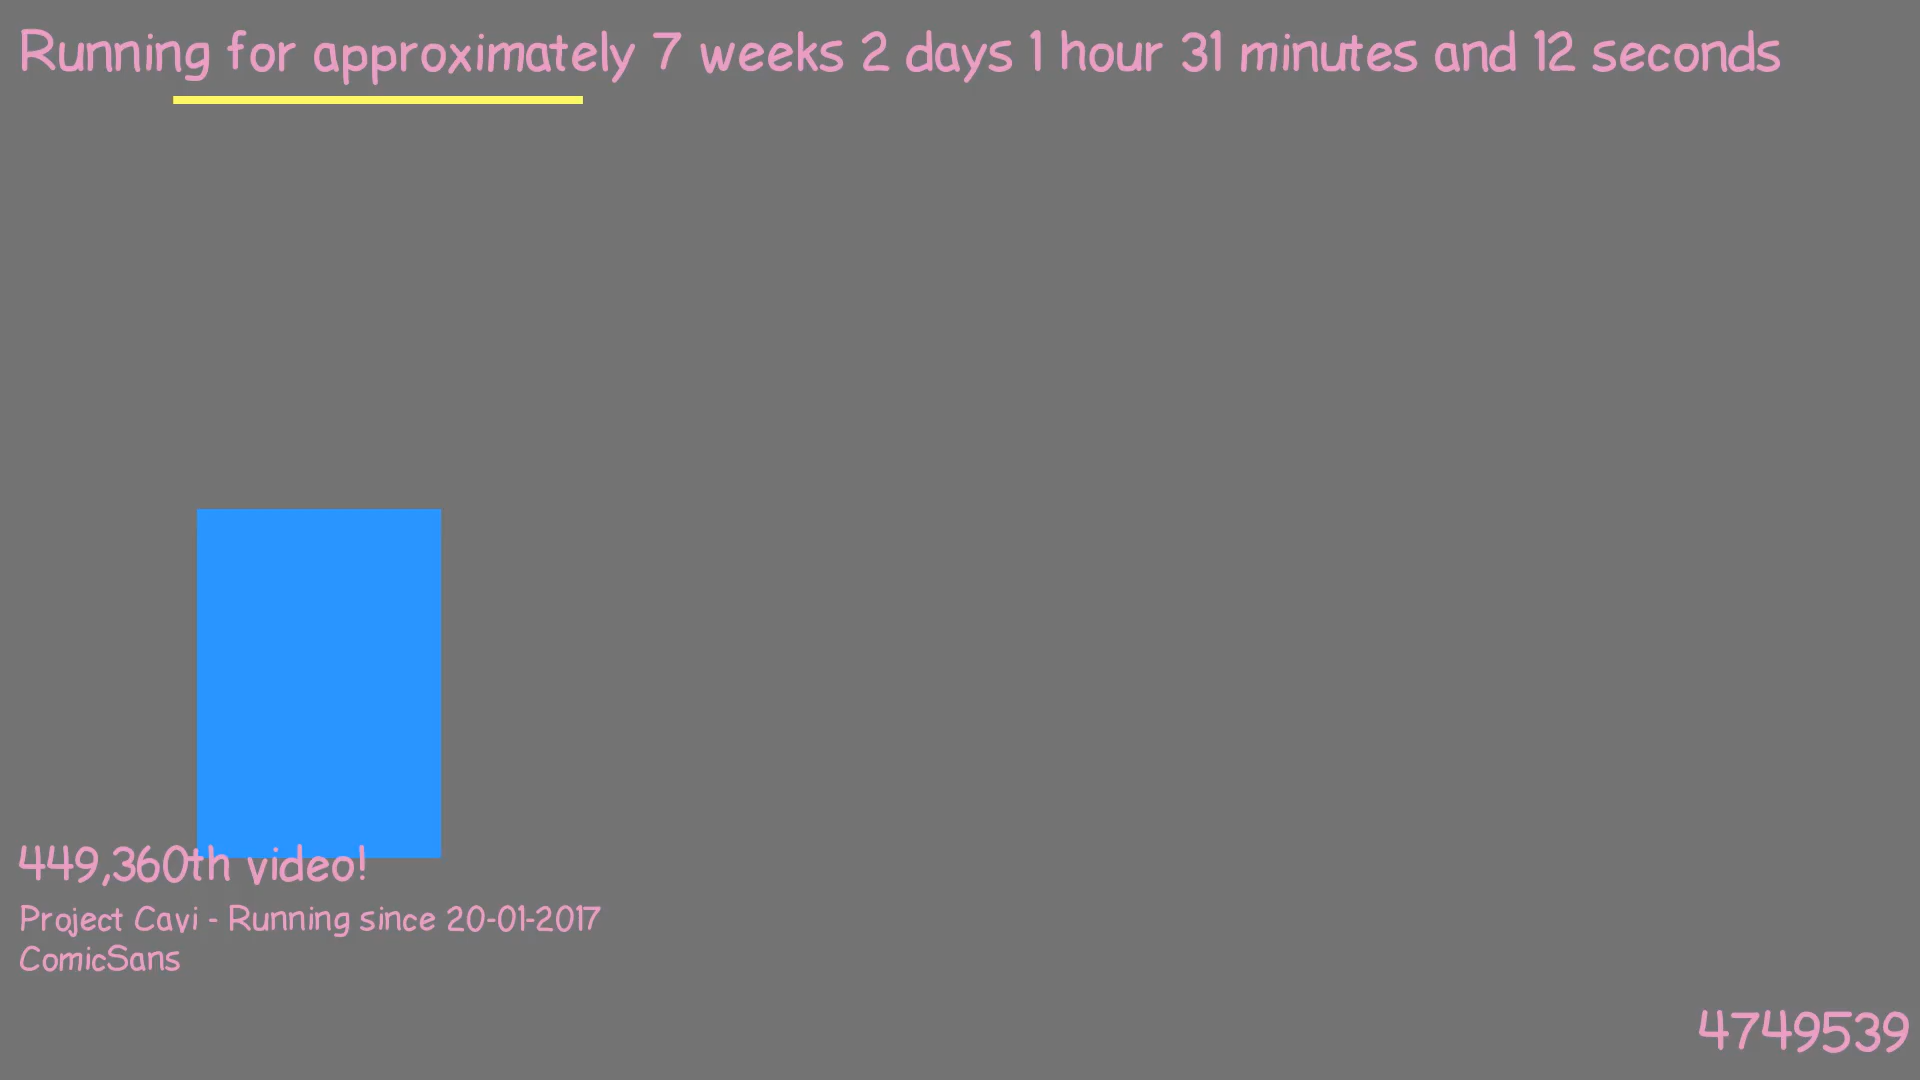 Running for approximately 7 weeks 2 days 1 hour 31 minutes and 12 seconds
449,360th video!
Project Cavi - Running since 20-01-2017
ComicSans
4749539